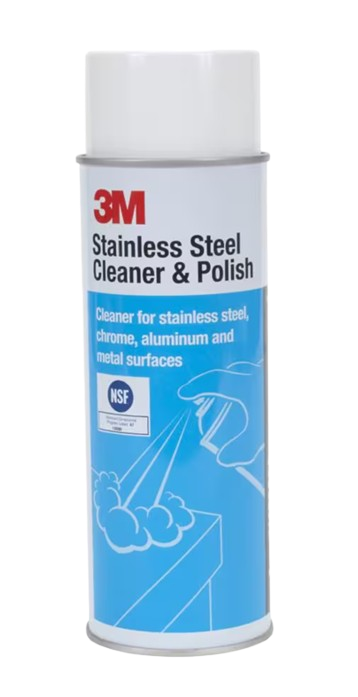 3M
Stainless Steel
Cleaner & Polish
Cleaner for stainless steel,
chrome, aluminum and
metal surfaces
NSF